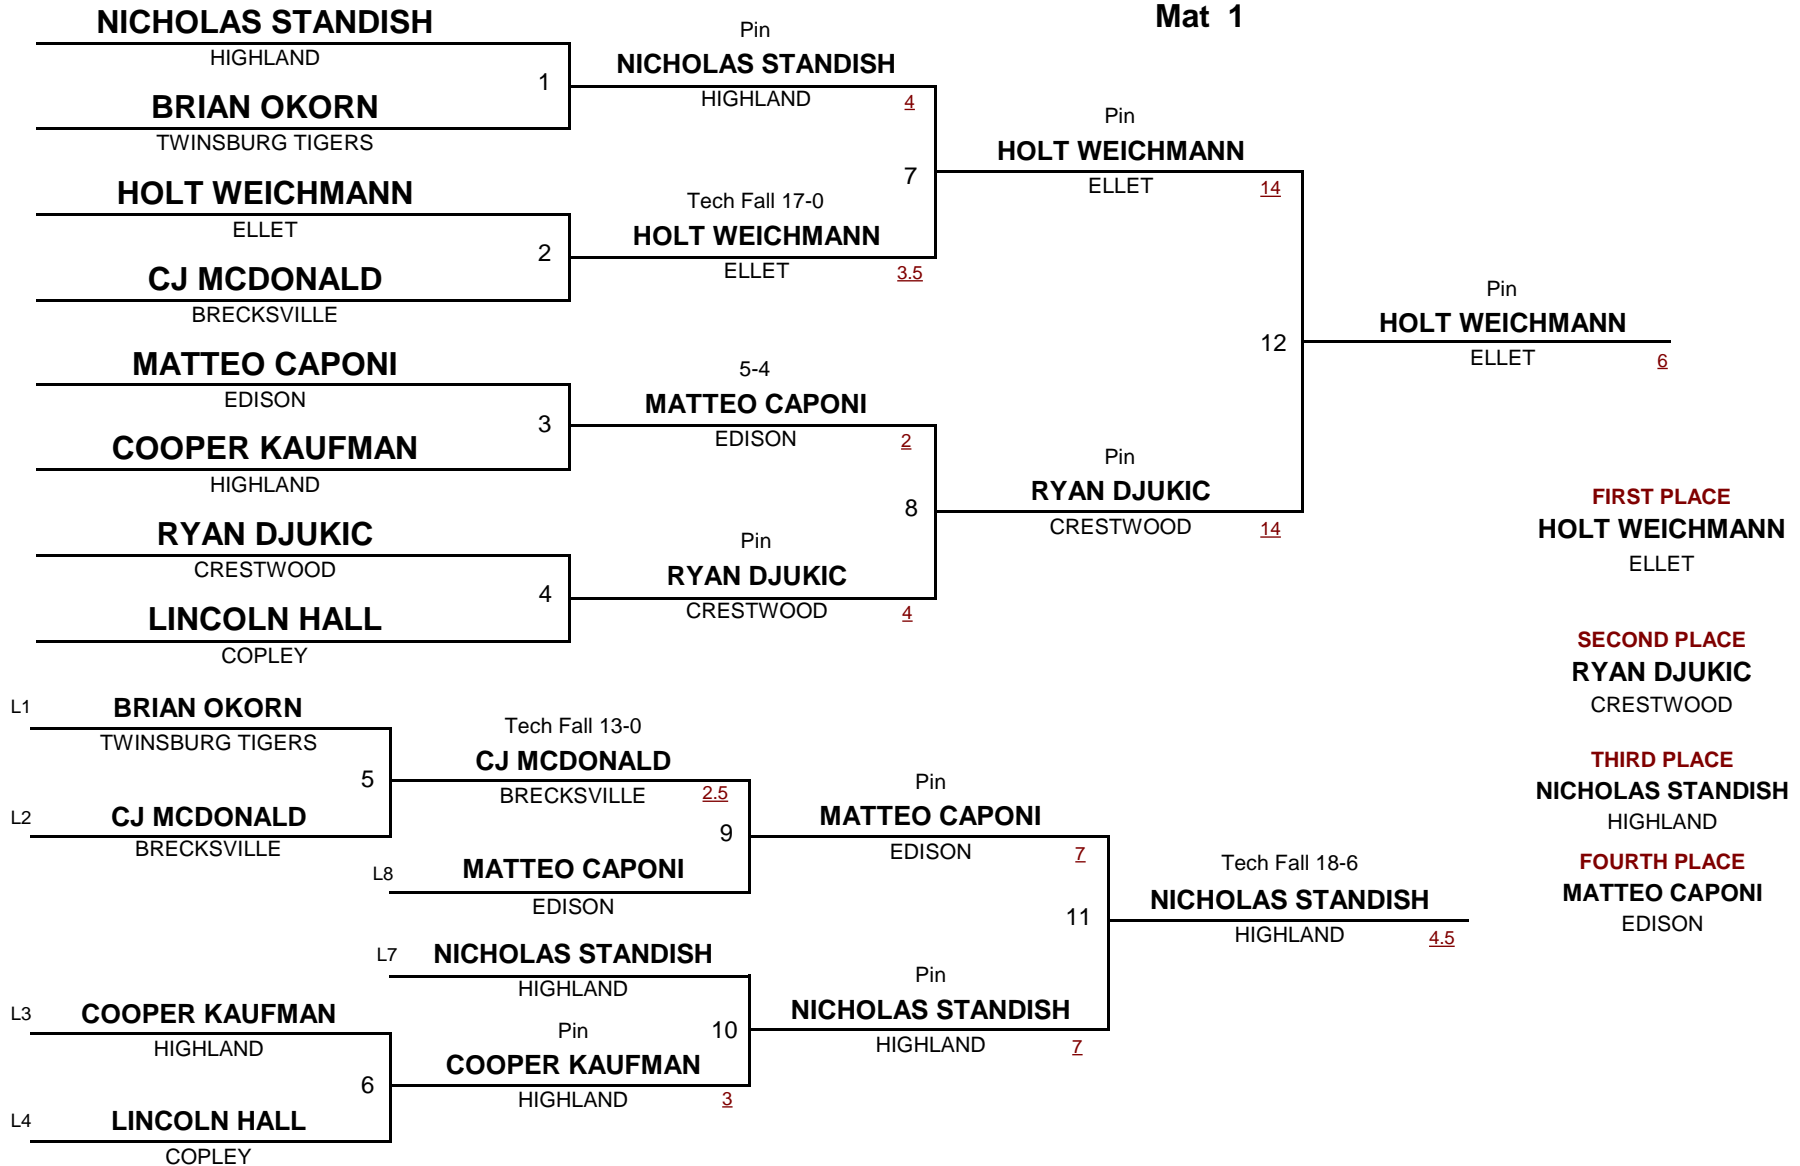 Mat 1
NICHOLAS STANDISH
HIGHLAND
1
BRIAN OKORN
TWINSBURG TIGERS
HOLT WEICHMANN
ELLET
2
CJ MCDONALD
BRECKSVILLE
MATTEO CAPONI
EDISON
3
COOPER KAUFMAN
HIGHLAND
RYAN DJUKIC
CRESTWOOD
4
LINCOLN HALL
COPLEY
Pin
NICHOLAS STANDISH
HIGHLAND 4
7
Tech Fall 17-0
HOLT WEICHMANN
ELLET 3.5
5-4
MATTEO CAPONI
EDISON 2
8
Pin
RYAN DJUKIC
CRESTWOOD 4
Pin
HOLT WEICHMANN
ELLET 14
12
Pin
RYAN DJUKIC
CRESTWOOD 14
Pin
HOLT WEICHMANN
ELLET 6
FIRST PLACE
HOLT WEICHMANN
ELLET
SECOND PLACE
RYAN DJUKIC
CRESTWOOD
THIRD PLACE
NICHOLAS STANDISH
HIGHLAND
FOURTH PLACE
MATTEO CAPONI
EDISON
L1 BRIAN OKORN
TWINSBURG TIGERS
5
L2 CJ MCDONALD
BRECKSVILLE
L3 COOPER KAUFMAN
HIGHLAND
6
L4 LINCOLN HALL
COPLEY
Tech Fall 13-0
CJ MCDONALD
BRECKSVILLE 2.5
9
L8 MATTEO CAPONI
EDISON
L7 NICHOLAS STANDISH
HIGHLAND
10
Pin
COOPER KAUFMAN
HIGHLAND 3
Pin
MATTEO CAPONI
EDISON 7
11
Pin
NICHOLAS STANDISH
HIGHLAND 7
Tech Fall 18-6
NICHOLAS STANDISH
HIGHLAND 4.5